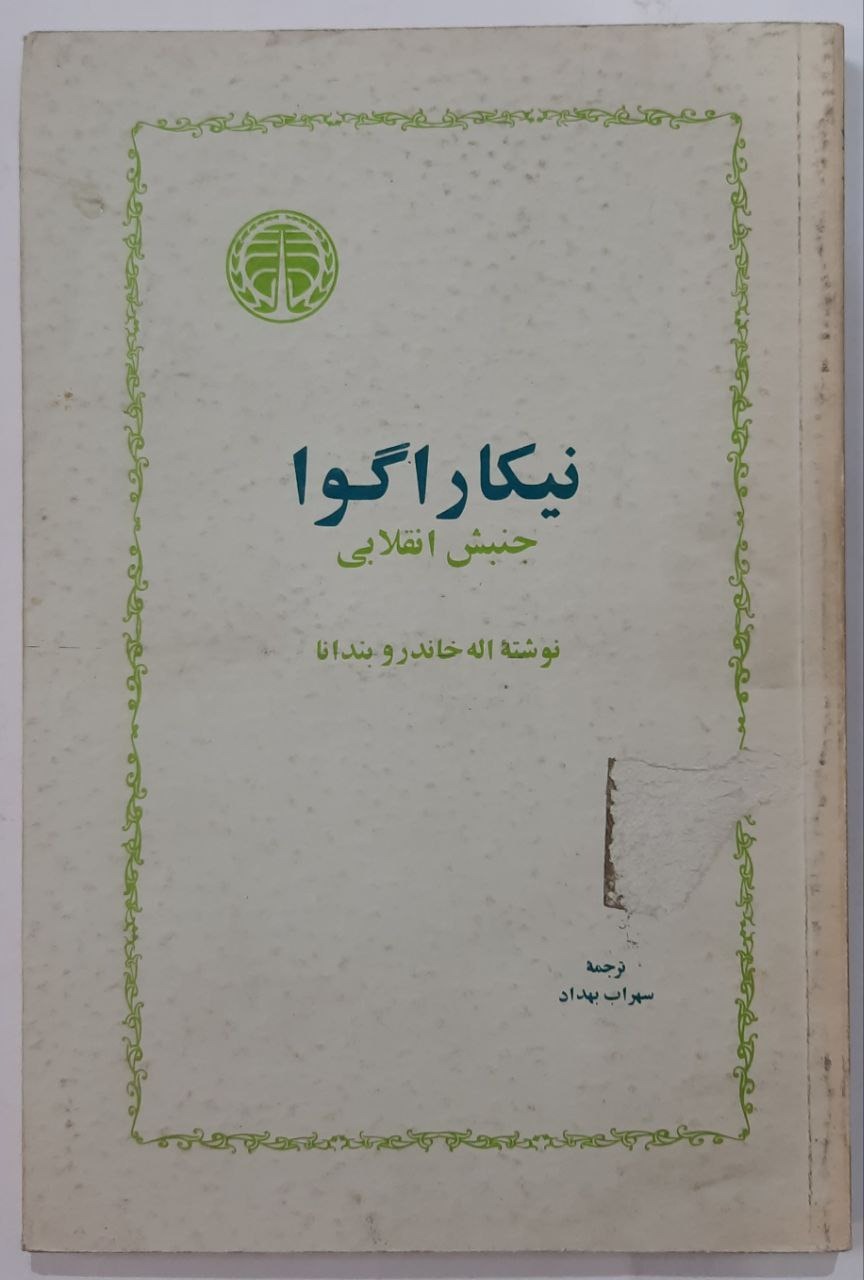 نیکاراگوا
جنبش انقلابی
نوشتهٔ اله خاندرو بندانا
ترجمهٔ
سهراب بهداد